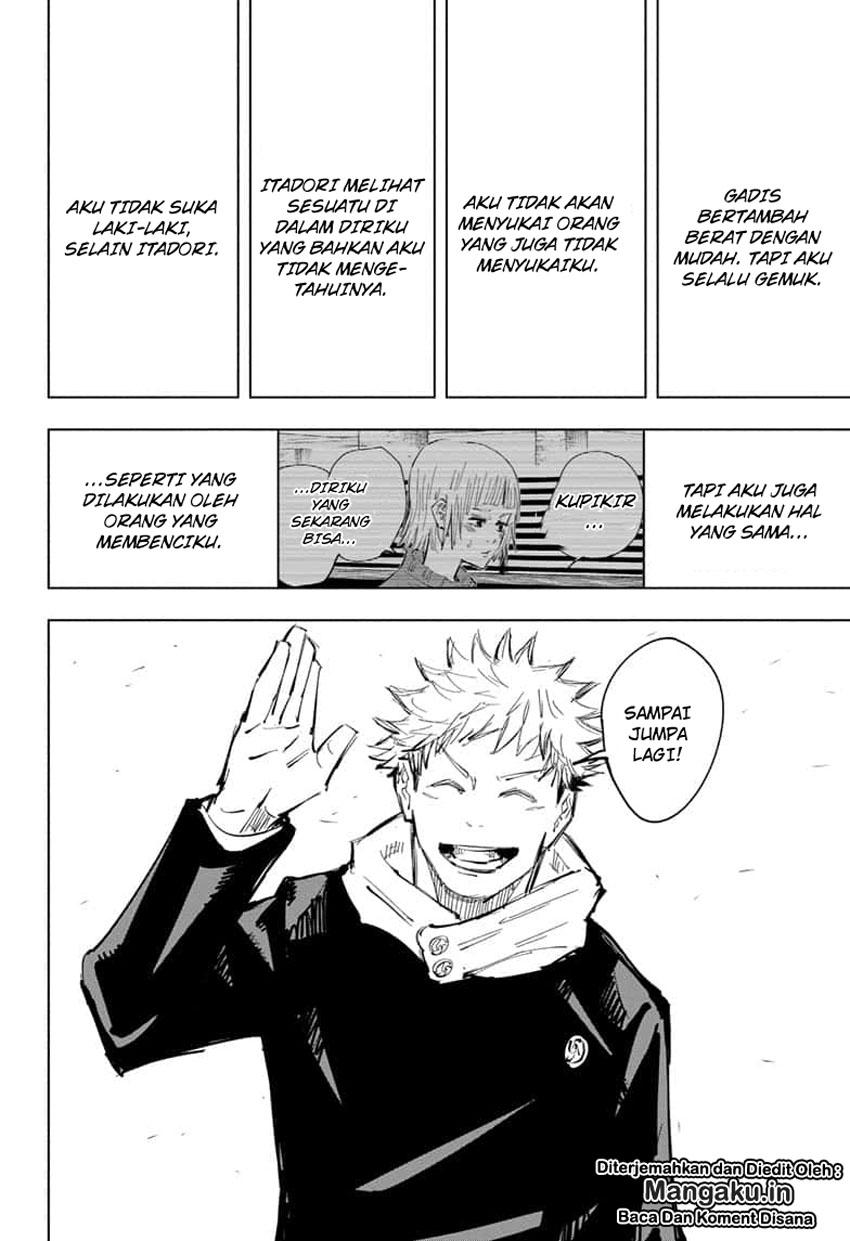 GADIS
BERTAMBAH
BERAT DENGAN
MUDAH. TAPI AKU
SELALU GEMUK.
AKU TIDAK AKAN
MENYUKAI ORANG
YANG JUGA TIDAK
MENYUKAIKU.
ITADORI MELIHAT
SESUATU DI
DALAM DIRIKU
YANG BAHKAN AKU
TIDAK MENGE-
TAHUINYA.
AKU TIDAK SUKA
LAKI-LAKI,
SELAIN ITADORI.
TAPI AKU JUGA
MELAKUKAN HAL
YANG SAMA...
KUPIKIR
...
...DIRIKU
YANG
SEKARANG
BISA...
...SEPERTI YANG
DILAKUKAN OLEH
ORANG YANG
MEMBENCIKU.
SAMPAI
JUMPA
LAGI!
Diterjemahkan dan Diedit Oleh :
Mangaku.in
Baca Dan Koment Disana